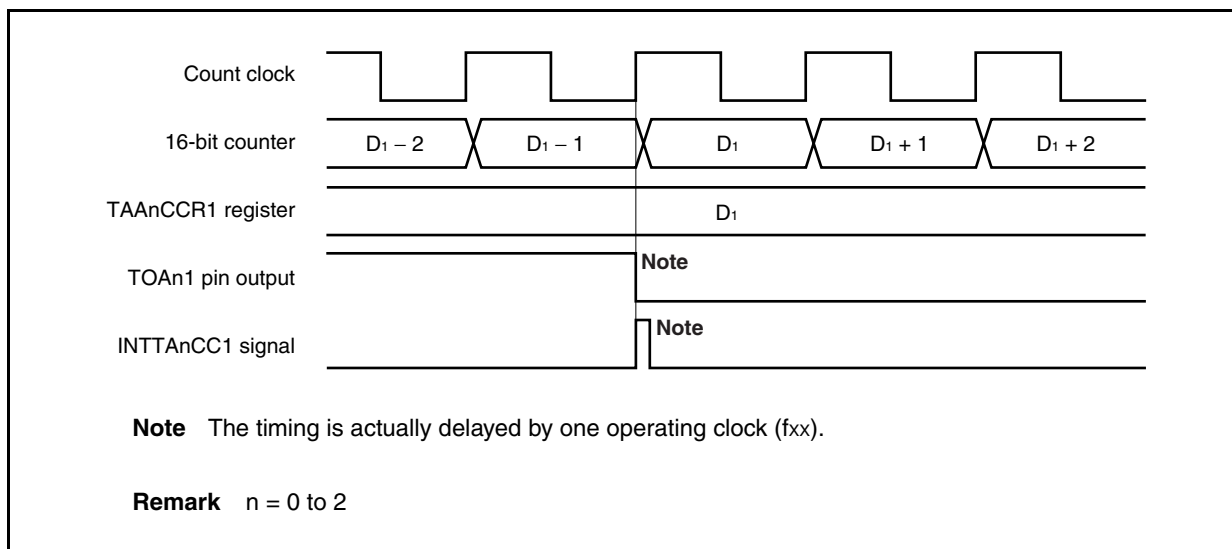 Count clock
16-bit counter
D1 − 2 D1 − 1 D1 D1 + 1 D1 + 2
TAAnCCR1 register
D1
TOAn1 pin output
Note
INTTAnCC1 signal
Note
Note The timing is actually delayed by one operating clock (fxx).
Remark n = 0 to 2